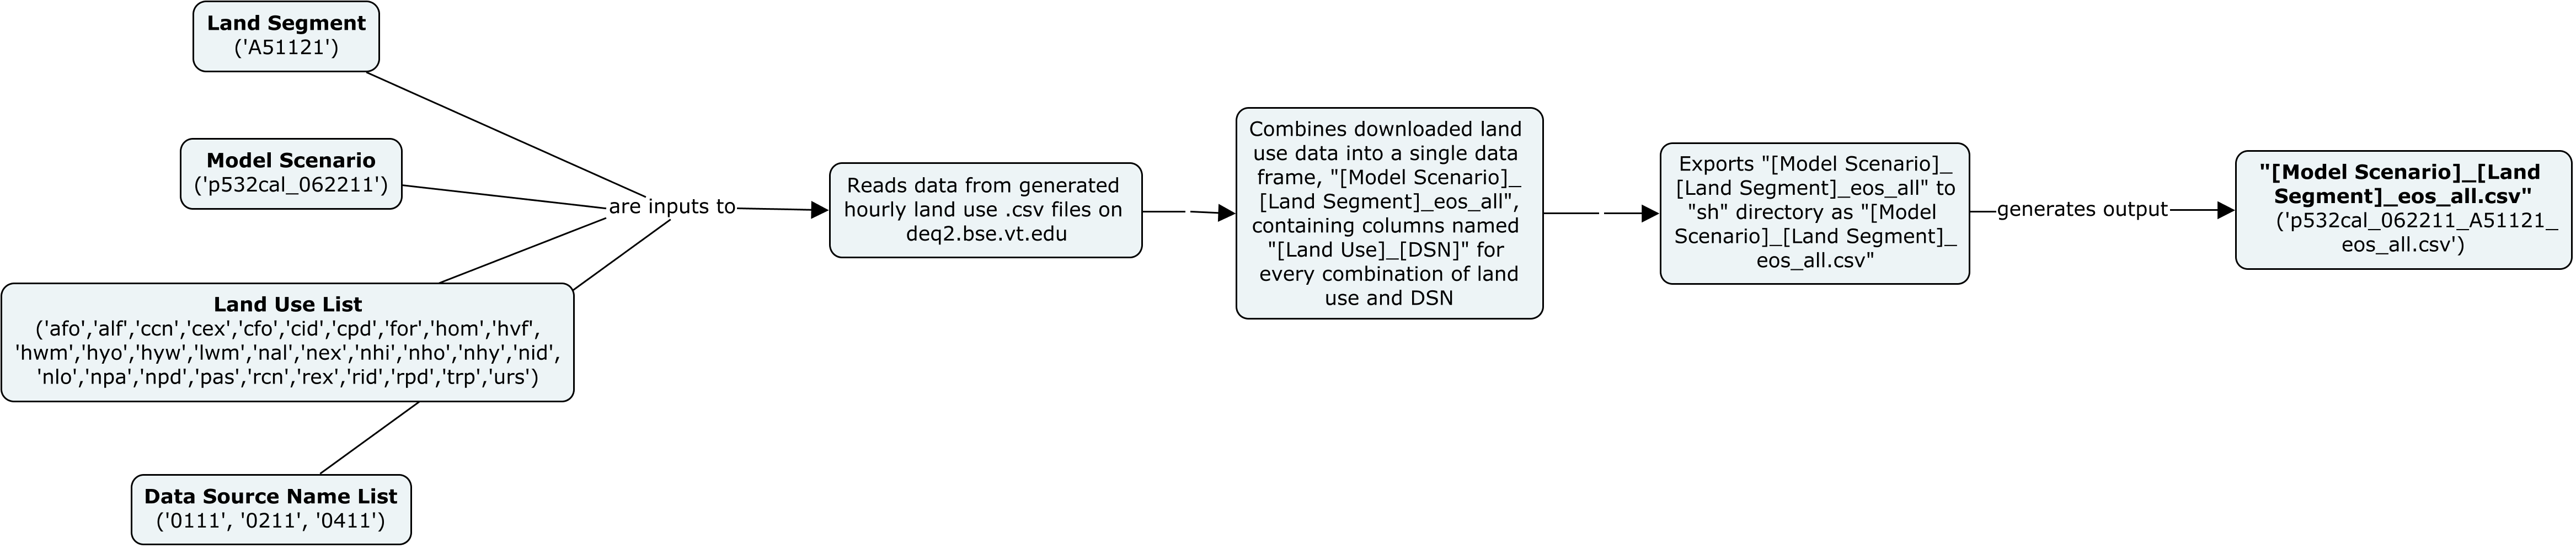 Land Segment
('A51121')
Model Scenario
('p532cal_062211')
Land Use List
('afo','alf','ccn','cex','cfo','cid','cpd','for','hom','hvf',
'hwm','hyo','hyw','lwm','nal','nex','nhi','nho','nhy','nid',
'nlo','npa','npd','pas','rcn','rex','rid','rpd','trp','urs')
Data Source Name List
('0111', '0211', '0411')
are inputs to
Reads data from generated
hourly land use .csv files on
deq2.bse.vt.edu
Combines downloaded land
use data into a single data
frame, "[Model Scenario]_
[Land Segment]_eos_all",
containing columns named
"[Land Use]_[DSN]" for
every combination of land
use and DSN
Exports "[Model Scenario]_
[Land Segment]_eos_all" to
"sh" directory as "[Model
Scenario]_[Land Segment]_
eos_all.csv"
generates output
"[Model Scenario]_[Land
Segment]_eos_all.csv"
('p532cal_062211_A51121_
eos_all.csv')